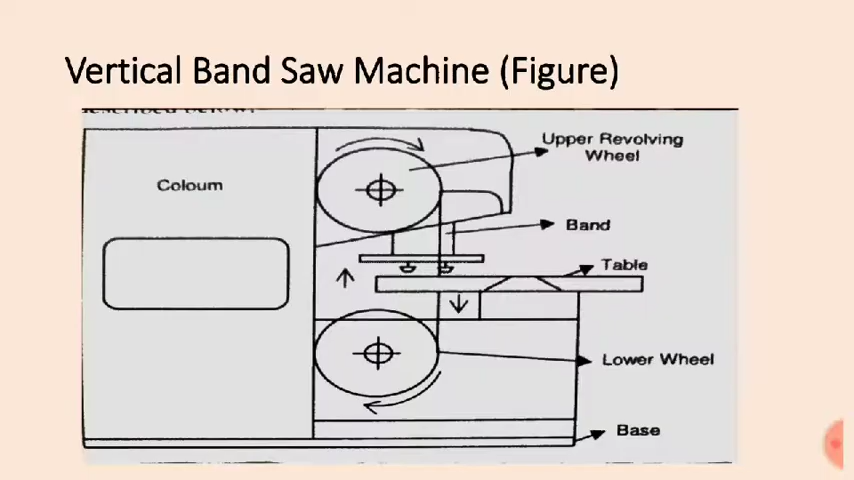 Vertical Band Saw Machine (Figure)
Upper Revolving
Wheel
Coloum
Band
Table
Lower Wheel
Base